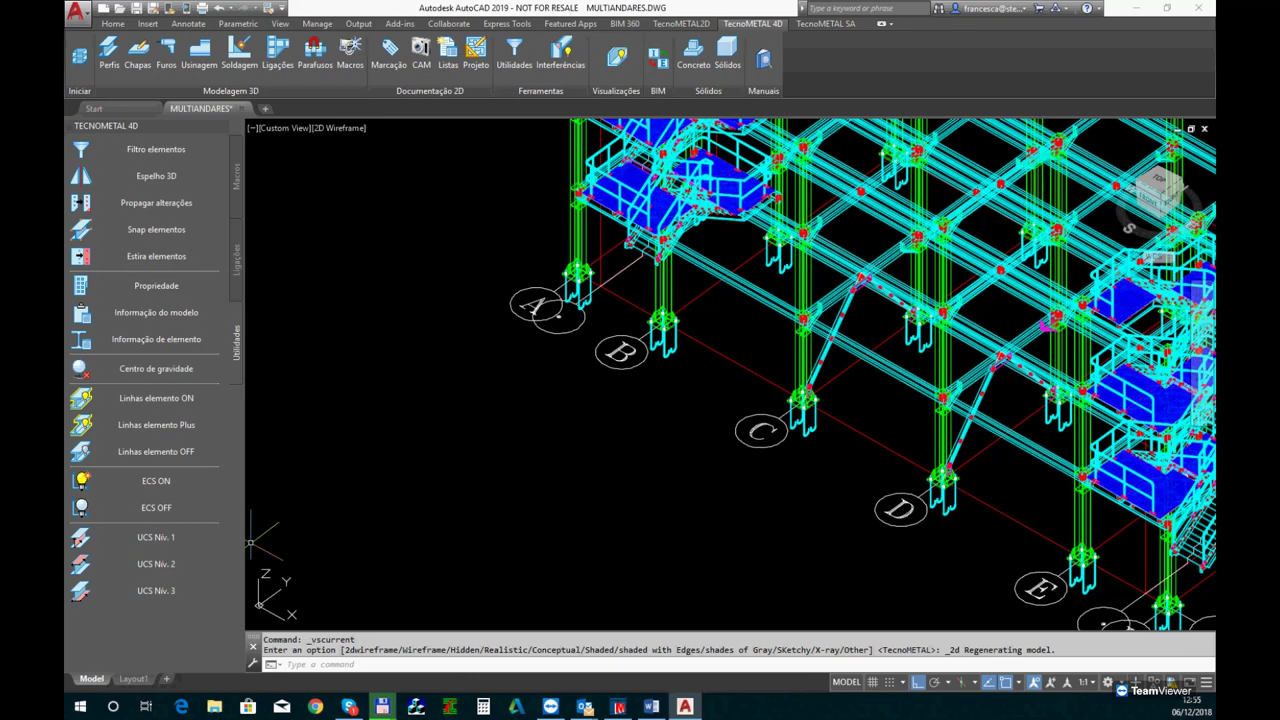 Autodesk AutoCAD 2019 - NOT FOR RESALE MULTIANDARES.DWG
Type a keyword or phrase
francesca@ste...
Home Insert Annotate Parametric View Manage Output Add-ins Collaborate Express Tools Featured Apps BIM 360 TecnoMETAL2D TecnoMETAL 4D TecnoMETAL SA
Perfis Chapas Furos Usinagem Soldagem Ligações Parafusos Macros Marcação CAM Listas Projeto Utilidades Interferências Concreto Sólidos
Iniciar Modelagem 3D Documentação 2D Ferramentas Visualizações BIM Sólidos Manuais
Start MULTIANDARES*
TECNOMETAL 4D
[−][Custom View][2D Wireframe]
Filtro elementos
Espelho 3D
Propagar alterações
Snap elementos
Estira elementos
Propriedade
Informação do modelo
Informação de elemento
Centro de gravidade
Linhas elemento ON
Linhas elemento Plus
Linhas elemento OFF
ECS ON
ECS OFF
UCS Nív. 1
UCS Nív. 2
UCS Nív. 3
Macros
Ligações
Utilidades
TOP
S
WCS
A
B
C
D
E
Z
Y
X
Command: _vscurrent
Enter an option [2dwireframe/Wireframe/Hidden/Realistic/Conceptual/Shaded/shaded with Edges/shades of Gray/SKetchy/X-ray/Other] <TecnoMETAL>: _2d Regenerating model.
Type a command
Model Layout1
MODEL
1:1
TeamViewer
12:55
06/12/2018